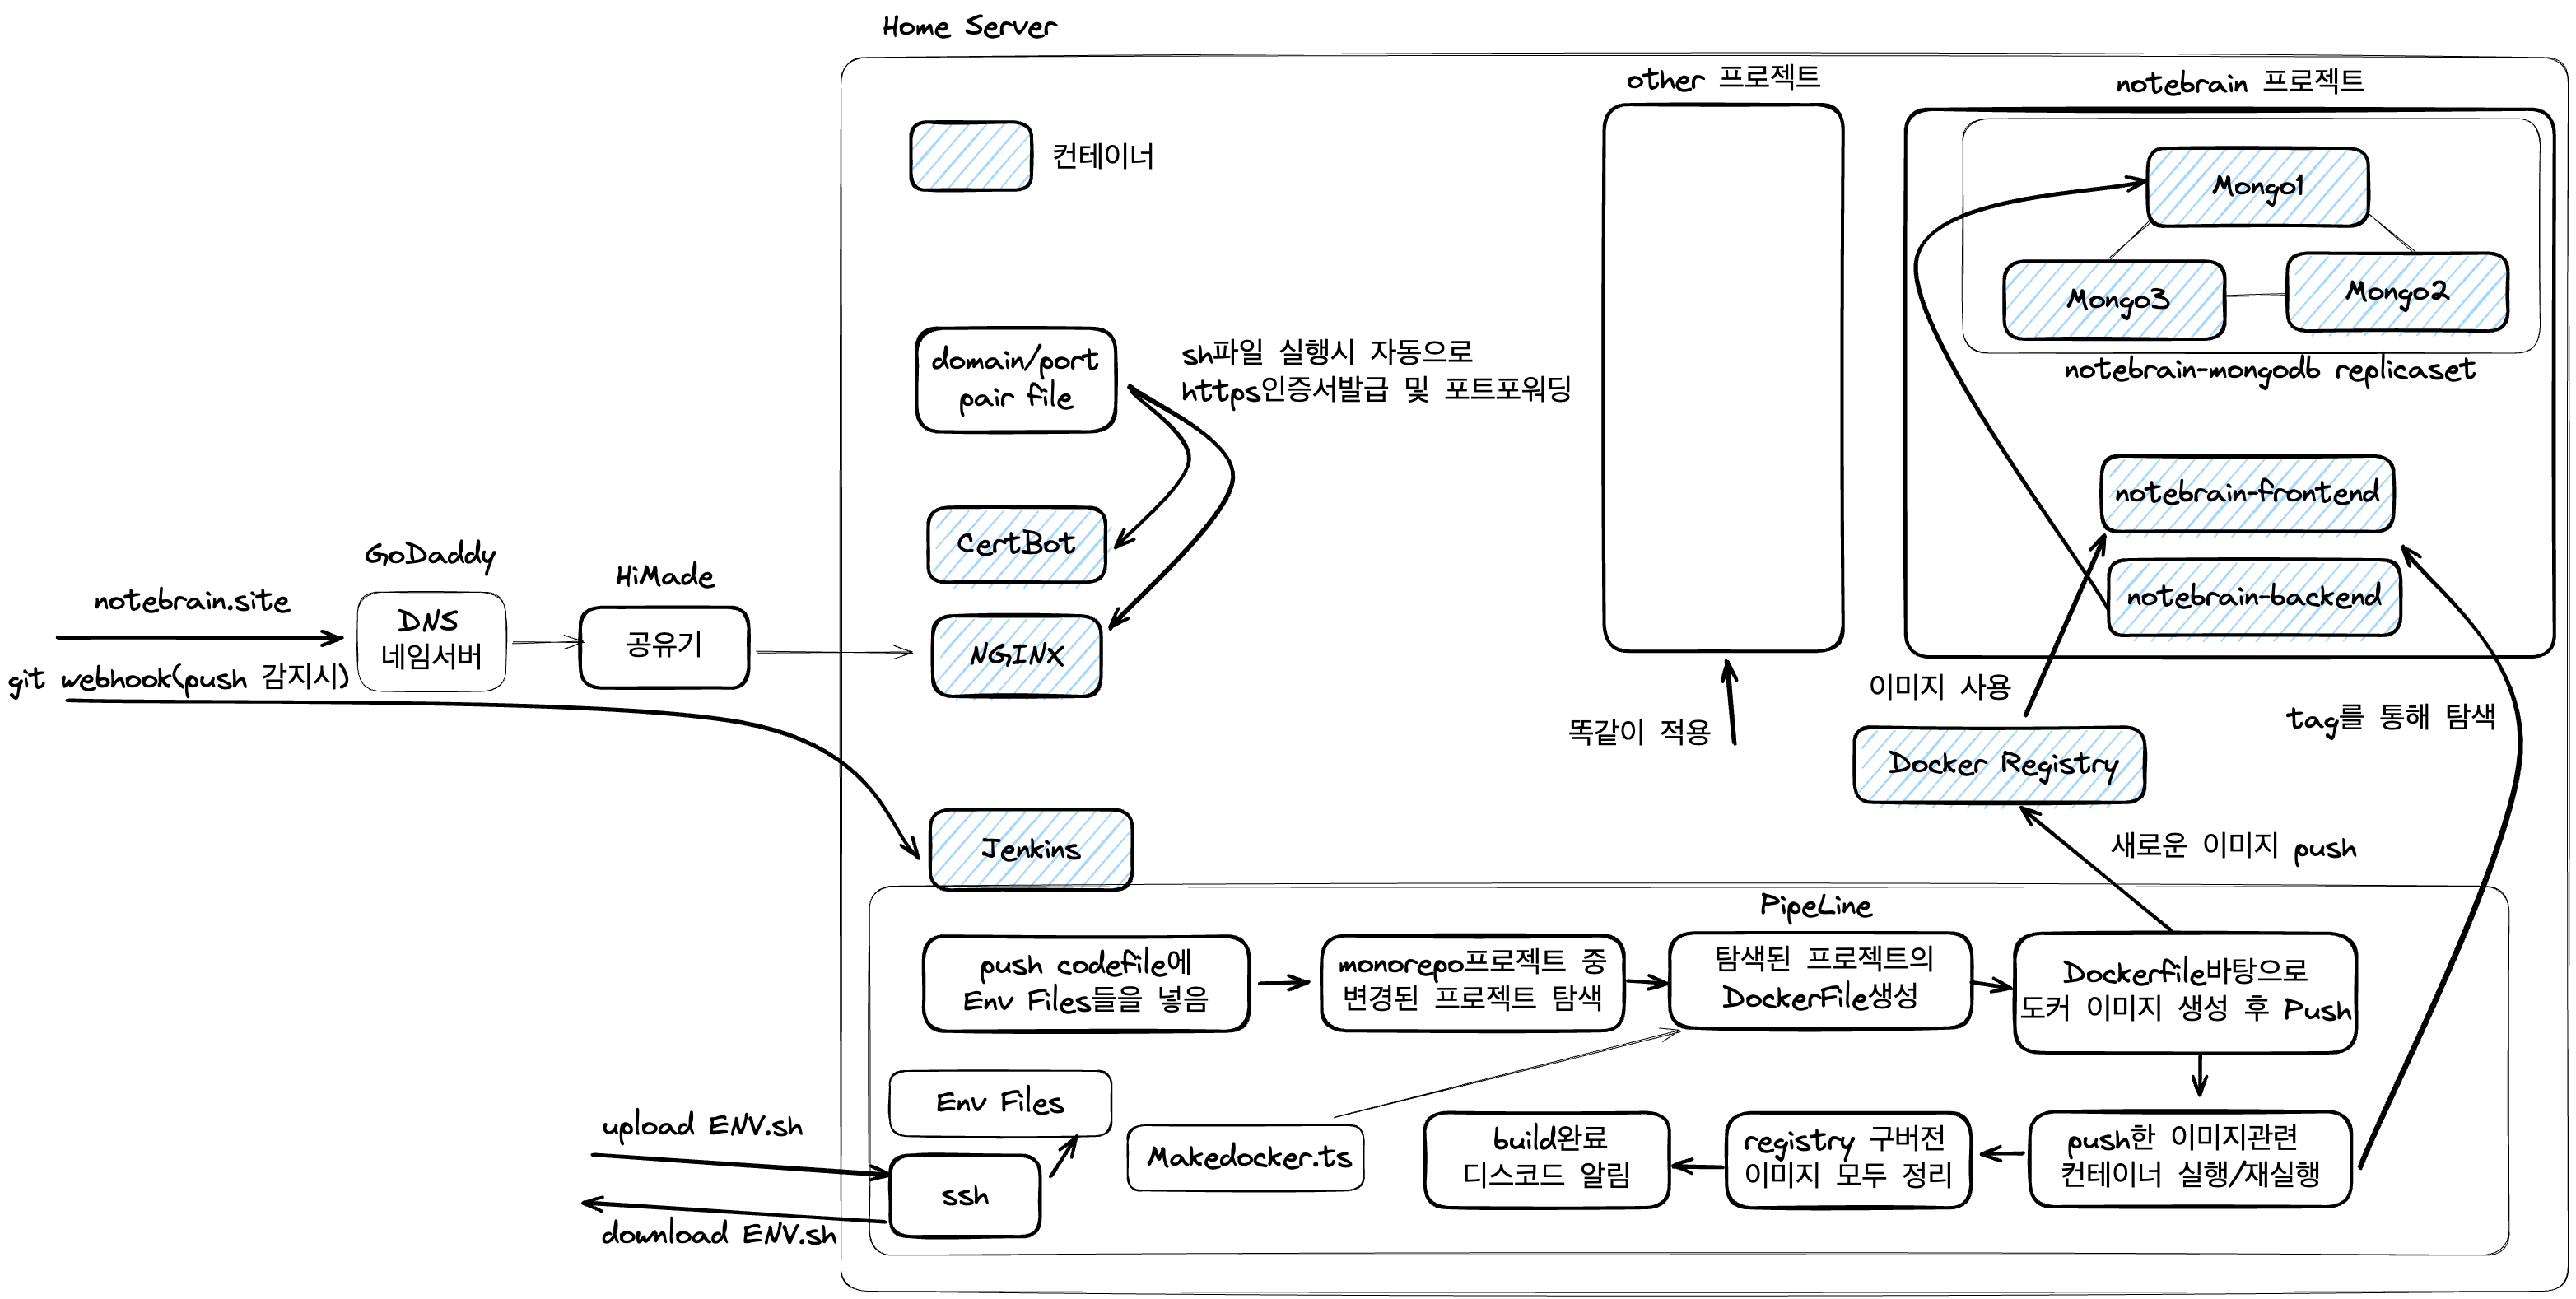 Home Server
other 프로젝트
notebrain 프로젝트
컨테이너
Mongo1
Mongo3
Mongo2
notebrain-mongodb replicaset
domain/port
pair file
sh파일 실행시 자동으로
https인증서발급 및 포트포워딩
notebrain-frontend
notebrain-backend
CertBot
NGINX
GoDaddy
notebrain.site
DNS
네임서버
HiMade
공유기
git webhook(push 감지시)
이미지 사용
tag를 통해 탐색
똑같이 적용
Docker Registry
새로운 이미지 push
Jenkins
PipeLine
push codefile에
Env Files들을 넣음
monorepo프로젝트 중
변경된 프로젝트 탐색
탐색된 프로젝트의
DockerFile생성
Dockerfile바탕으로
도커 이미지 생성 후 Push
Env Files
upload ENV.sh
ssh
download ENV.sh
Makedocker.ts
build완료
디스코드 알림
registry 구버전
이미지 모두 정리
push한 이미지관련
컨테이너 실행/재실행